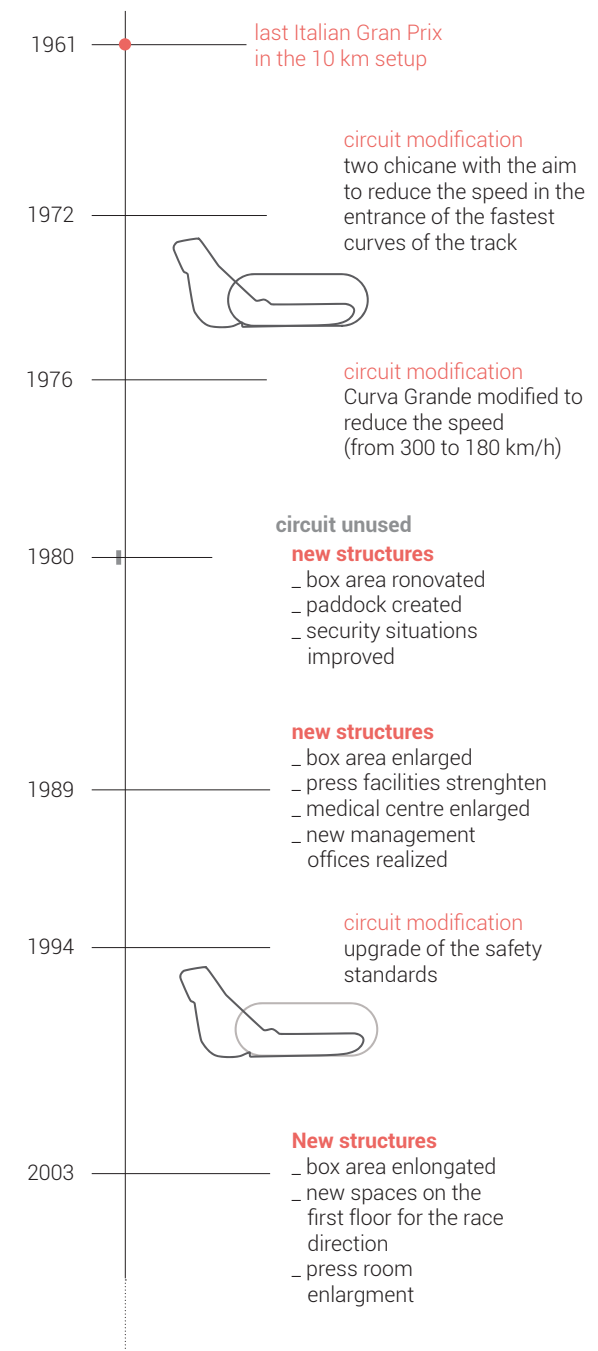 1961
last Italian Gran Prix
in the 10 km setup
circuit modification
two chicane with the aim
to reduce the speed in the
entrance of the fastest
curves of the track
1972
1976
circuit modification
Curva Grande modified to
reduce the speed
(from 300 to 180 km/h)
circuit unused
1980
new structures
_ box area ronovated
_ paddock created
_ security situations
improved
new structures
_ box area enlarged
_ press facilities strenghten
1989
_ medical centre enlarged
_ new management
offices realized
circuit modification
1994
upgrade of the safety
standards
New structures
_ box area enlongated
2003
_ new spaces on the
first floor for the race
direction
_ press room
enlargment